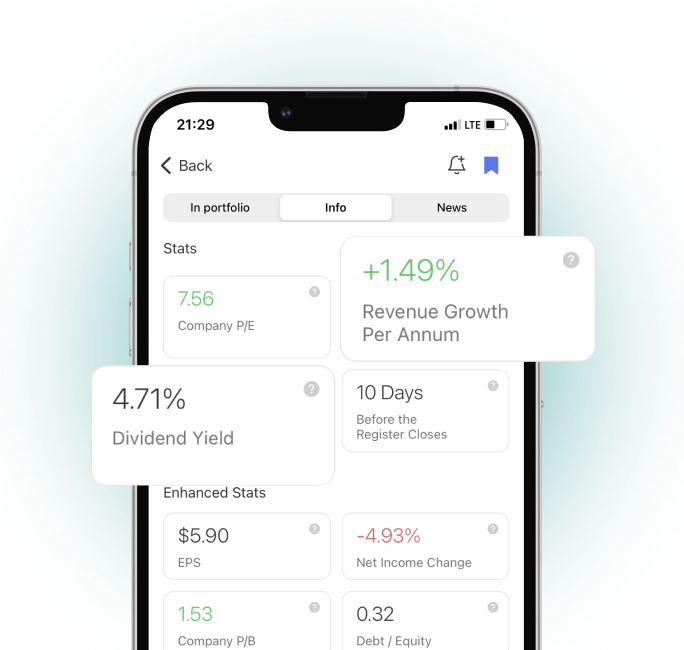 21:29
LTE
Back
In portfolio
Info
News
Stats
7.56
?
Company P/E
+1.49%
?
Revenue Growth
Per Annum
4.71%
?
Dividend Yield
10 Days
?
Before the
Register Closes
Enhanced Stats
$5.90
?
EPS
-4.93%
?
Net Income Change
1.53
?
Company P/B
0.32
?
Debt / Equity